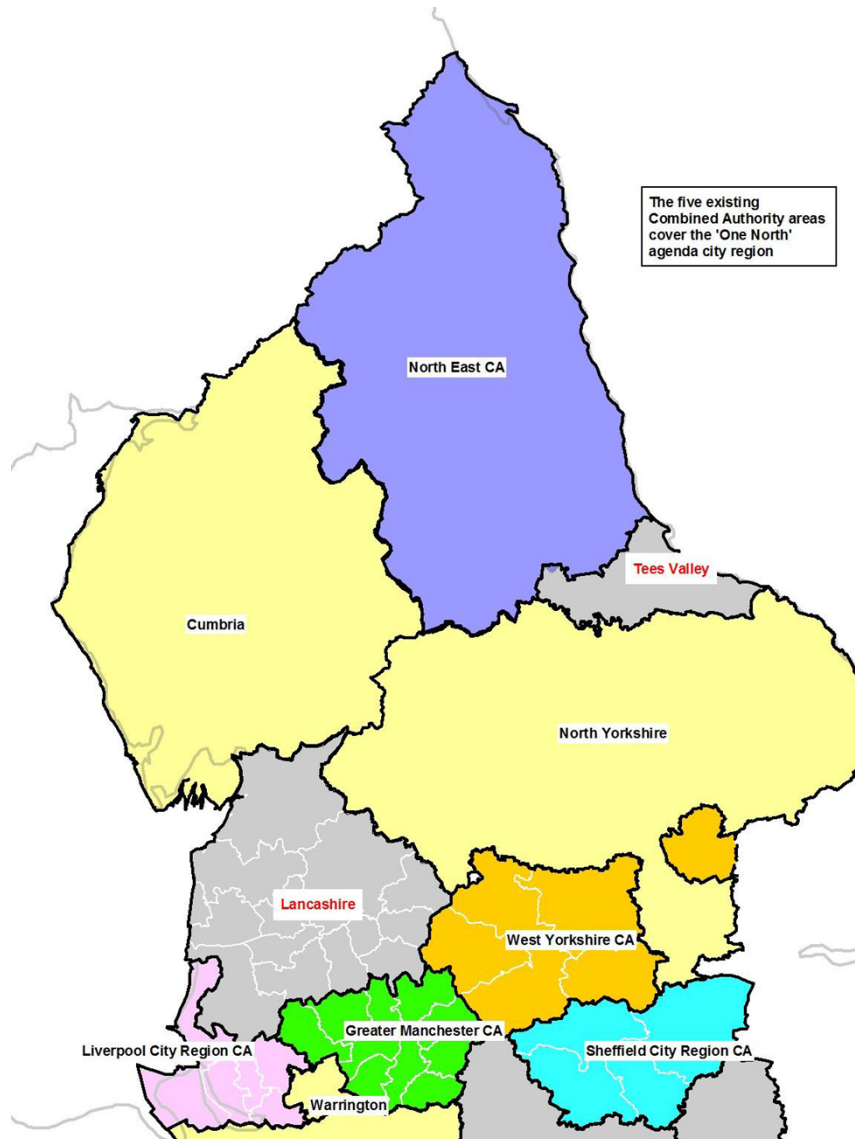 The five existing
Combined Authority areas
cover the 'One North'
agenda city region
North East CA
Tees Valley
Cumbria
North Yorkshire
Lancashire
West Yorkshire CA
Greater Manchester CA
Liverpool City Region CA
Sheffield City Region CA
Warrington